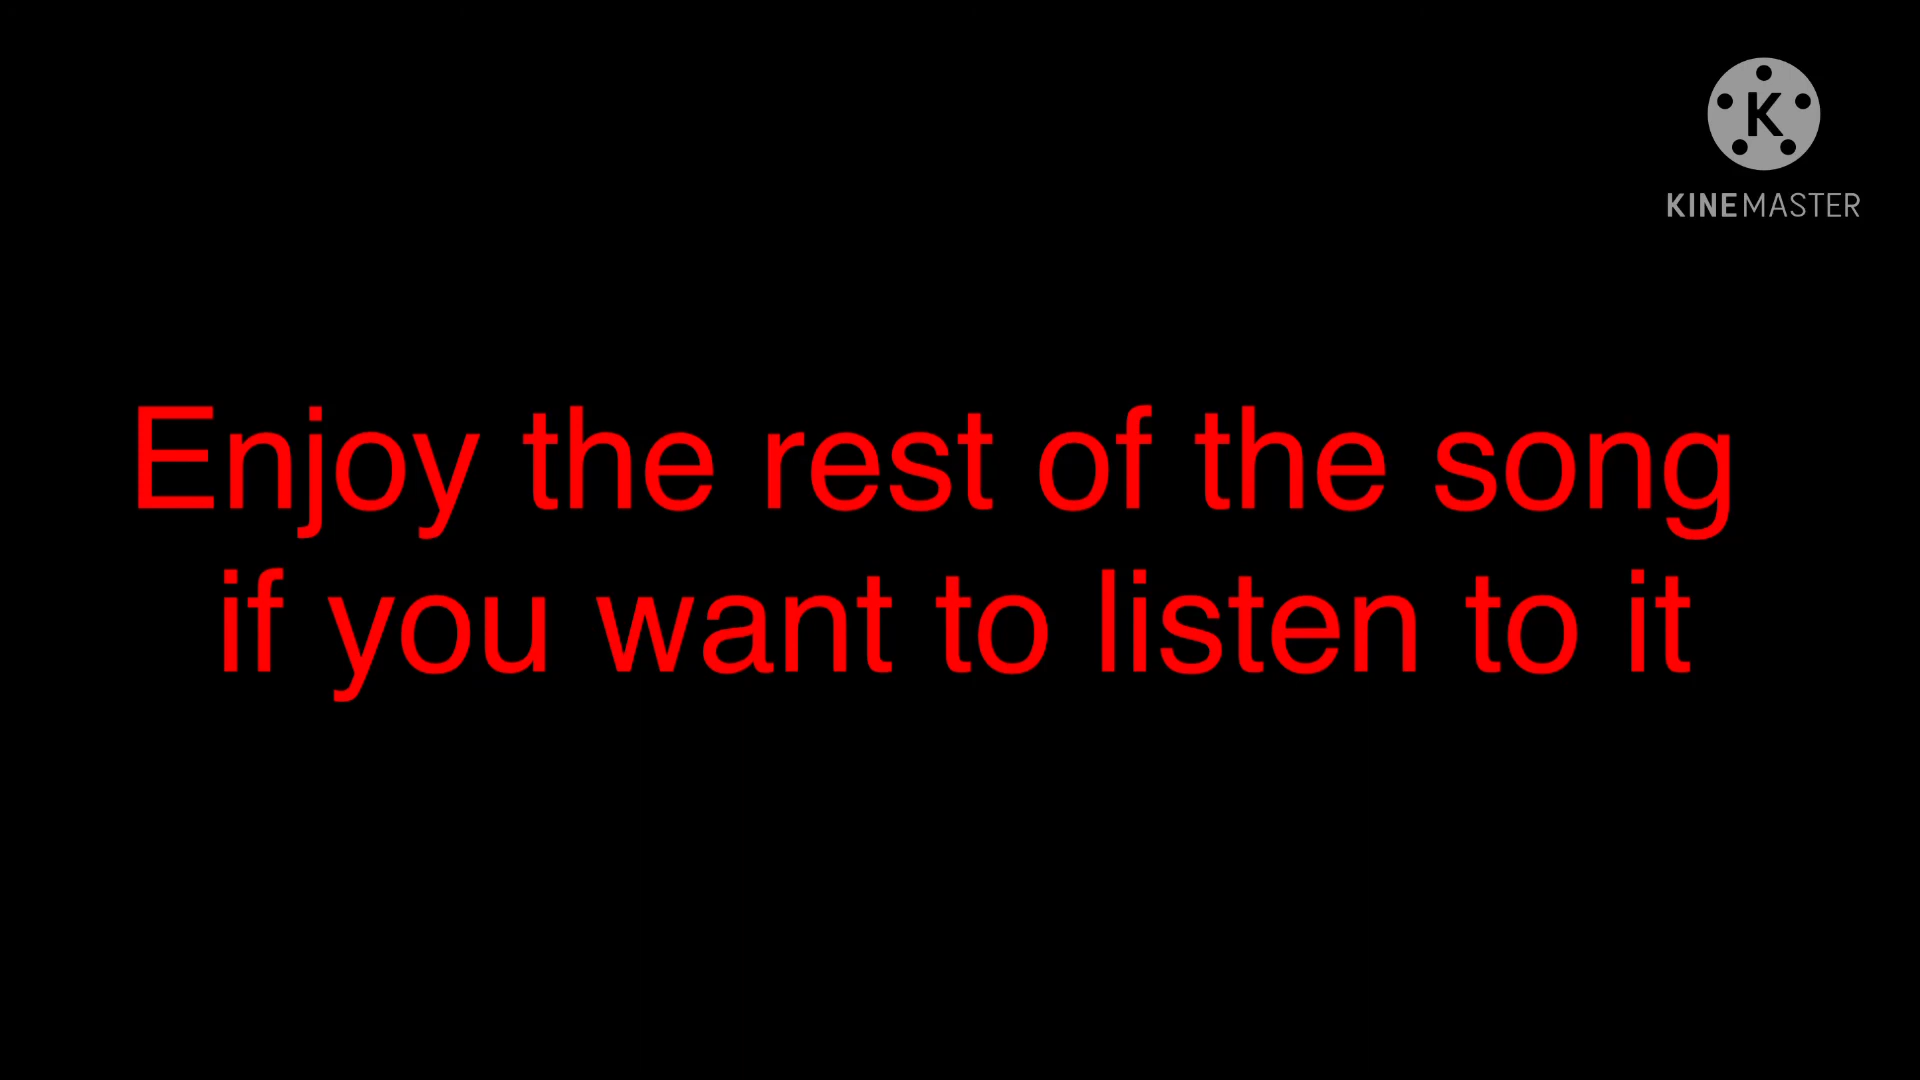 K
KINEMASTER
Enjoy the rest of the song
if you want to listen to it